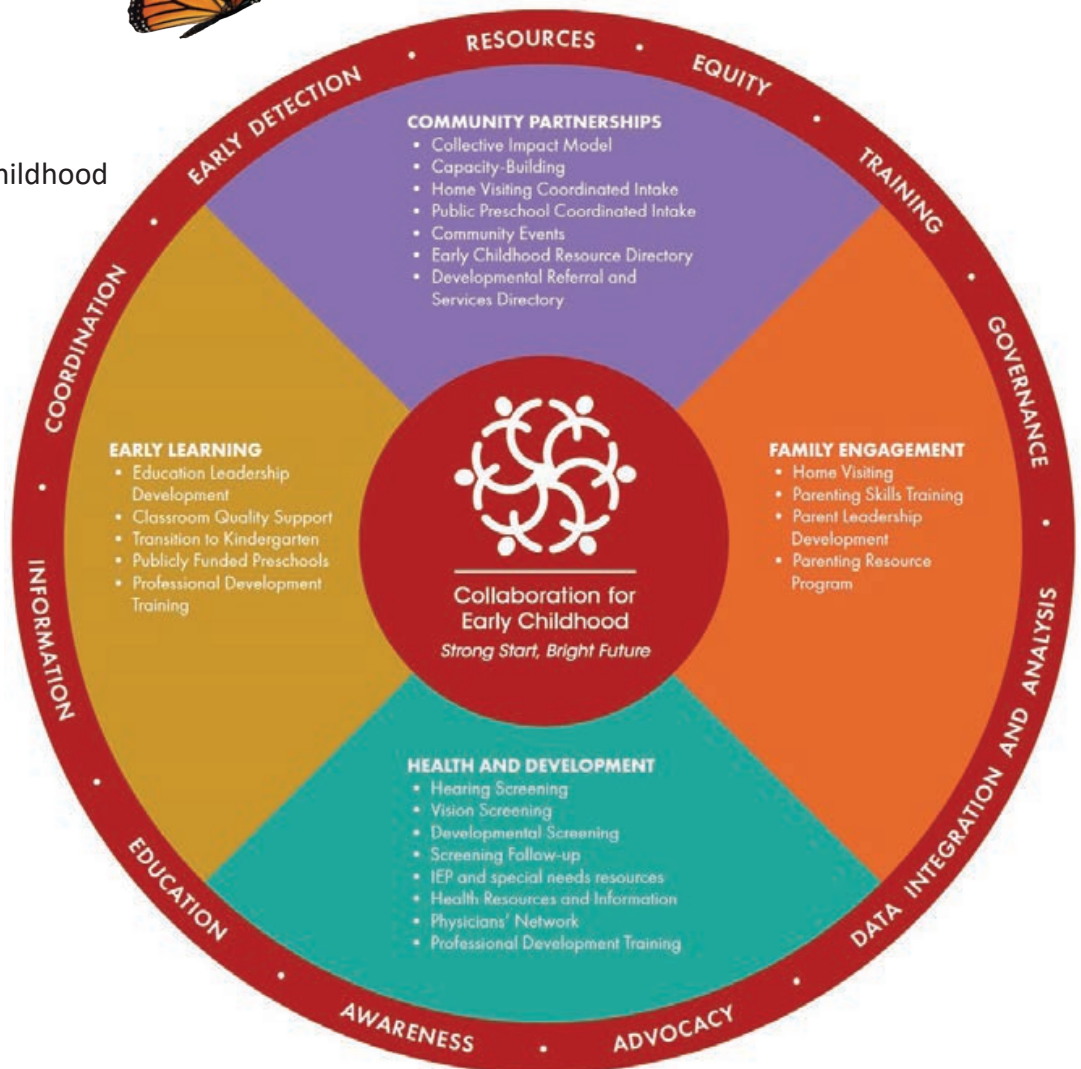 hildhood
RESOURCES • EQUITY • TRAINING • GOVERNANCE • DATA INTEGRATION AND ANALYSIS • ADVOCACY • AWARENESS • EDUCATION • INFORMATION • COORDINATION • EARLY DETECTION •
COMMUNITY PARTNERSHIPS
• Collective Impact Model
• Capacity-Building
• Home Visiting Coordinated Intake
• Public Preschool Coordinated Intake
• Community Events
• Early Childhood Resource Directory
• Developmental Referral and
Services Directory
EARLY LEARNING
• Education Leadership
Development
• Classroom Quality Support
• Transition to Kindergarten
• Publicly Funded Preschools
• Professional Development
Training
Collaboration for
Early Childhood
Strong Start, Bright Future
FAMILY ENGAGEMENT
• Home Visiting
• Parenting Skills Training
• Parent Leadership
Development
• Parenting Resource
Program
HEALTH AND DEVELOPMENT
• Hearing Screening
• Vision Screening
• Developmental Screening
• Screening Follow-up
• IEP and special needs resources
• Health Resources and Information
• Physicians' Network
• Professional Development Training